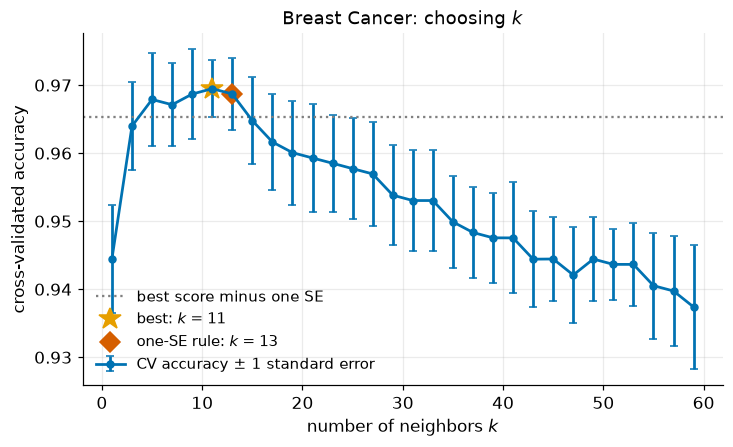 Breast Cancer: choosing k
cross-validated accuracy
0.97
0.96
0.95
0.94
0.93
best score minus one SE
best: k = 11
one-SE rule: k = 13
CV accuracy ± 1 standard error
0 10 20 30 40 50 60
number of neighbors k